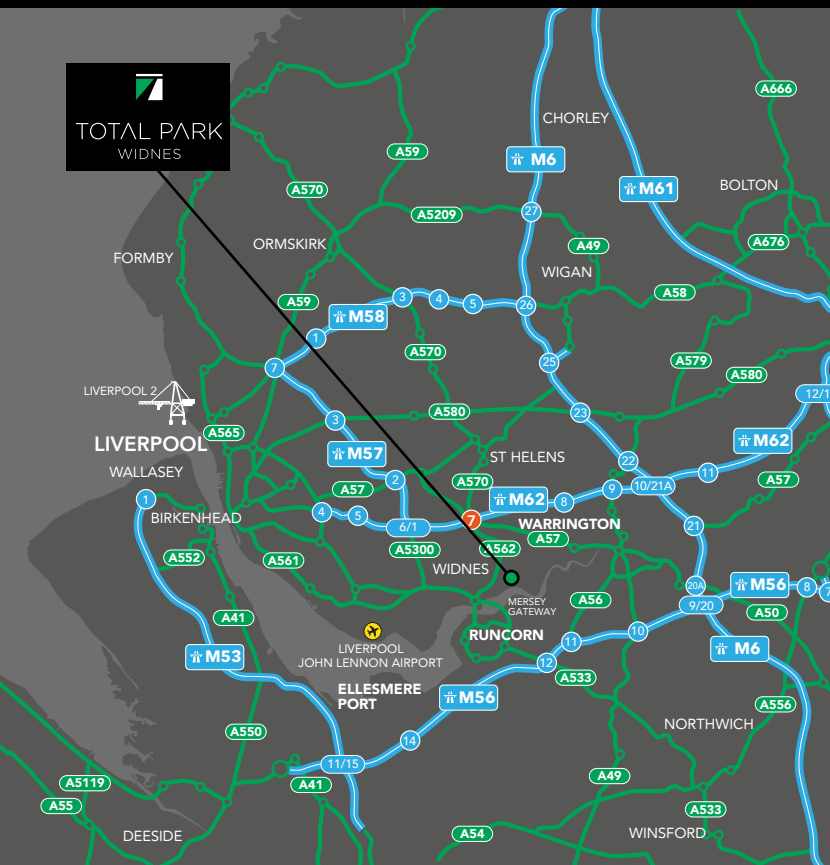 A666
CHORLEY
TOTAL PARK
WIDNES
A59
M6
M61
BOLTON
A570
A5209
27
A49
A676
FORMBY
ORMSKIRK
WIGAN
A58
A59
3
4
5
26
M58
1
A570
25
A579
7
A580
LIVERPOOL 2
12/1
A580
23
3
A565
LIVERPOOL
M62
M57
ST HELENS
22
WALLASEY
11
A57
2
A570
A57
1
M62
8
9
10/21A
4
5
BIRKENHEAD
6/1
7
WARRINGTON
21
A57
A5300
A562
A552
A561
WIDNES
20A
M56
8
7
MERSEY
GATEWAY
A56
9/20
A50
A41
RUNCORN
10
11
LIVERPOOL
JOHN LENNON AIRPORT
M53
12
M6
A533
ELLESMERE
PORT
M56
A556
NORTHWICH
A550
14
11/15
A49
A5119
A41
A55
A533
DEESIDE
A54
WINSFORD